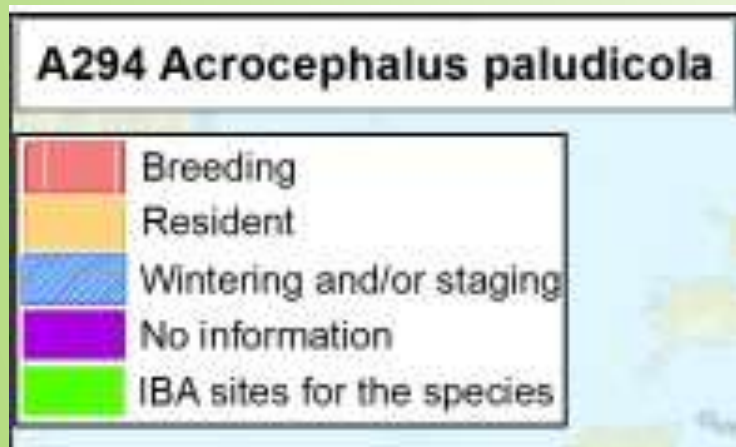 A294 Acrocephalus paludicola
Breeding
Resident
Wintering and/or staging
No information
IBA sites for the species